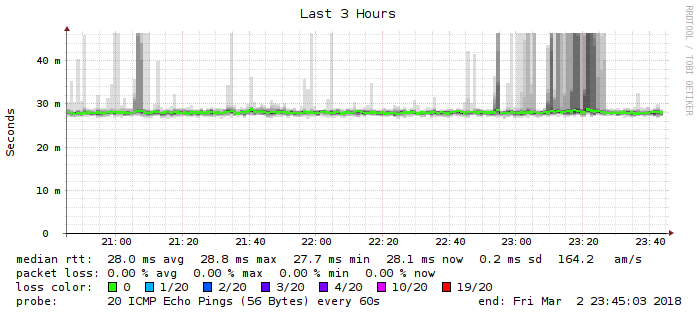 Last 3 Hours
RRDTOOL / TOBI OETIKER
Seconds
40 m
30 m
20 m
10 m
0
21:00 21:20 21:40 22:00 22:20 22:40 23:00 23:20 23:40
median rtt: 28.0 ms avg 28.8 ms max 27.7 ms min 28.1 ms now 0.2 ms sd 164.2 am/s
packet loss: 0.00 % avg 0.00 % max 0.00 % min 0.00 % now
loss color: 0 1/20 2/20 3/20 4/20 10/20 19/20
probe: 20 ICMP Echo Pings (56 Bytes) every 60s end: Fri Mar 2 23:45:03 2018